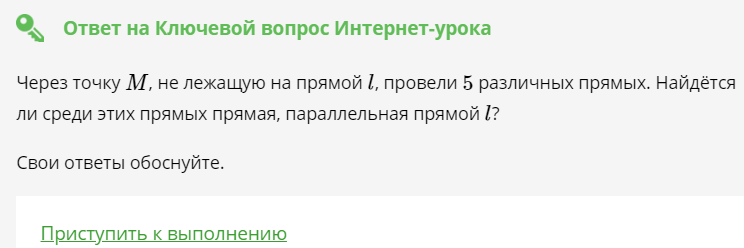 Ответ на Ключевой вопрос Интернет-урока
Через точку M, не лежащую на прямой l, провели 5 различных прямых. Найдётся
ли среди этих прямых прямая, параллельная прямой l?
Свои ответы обоснуйте.
Приступить к выполнению